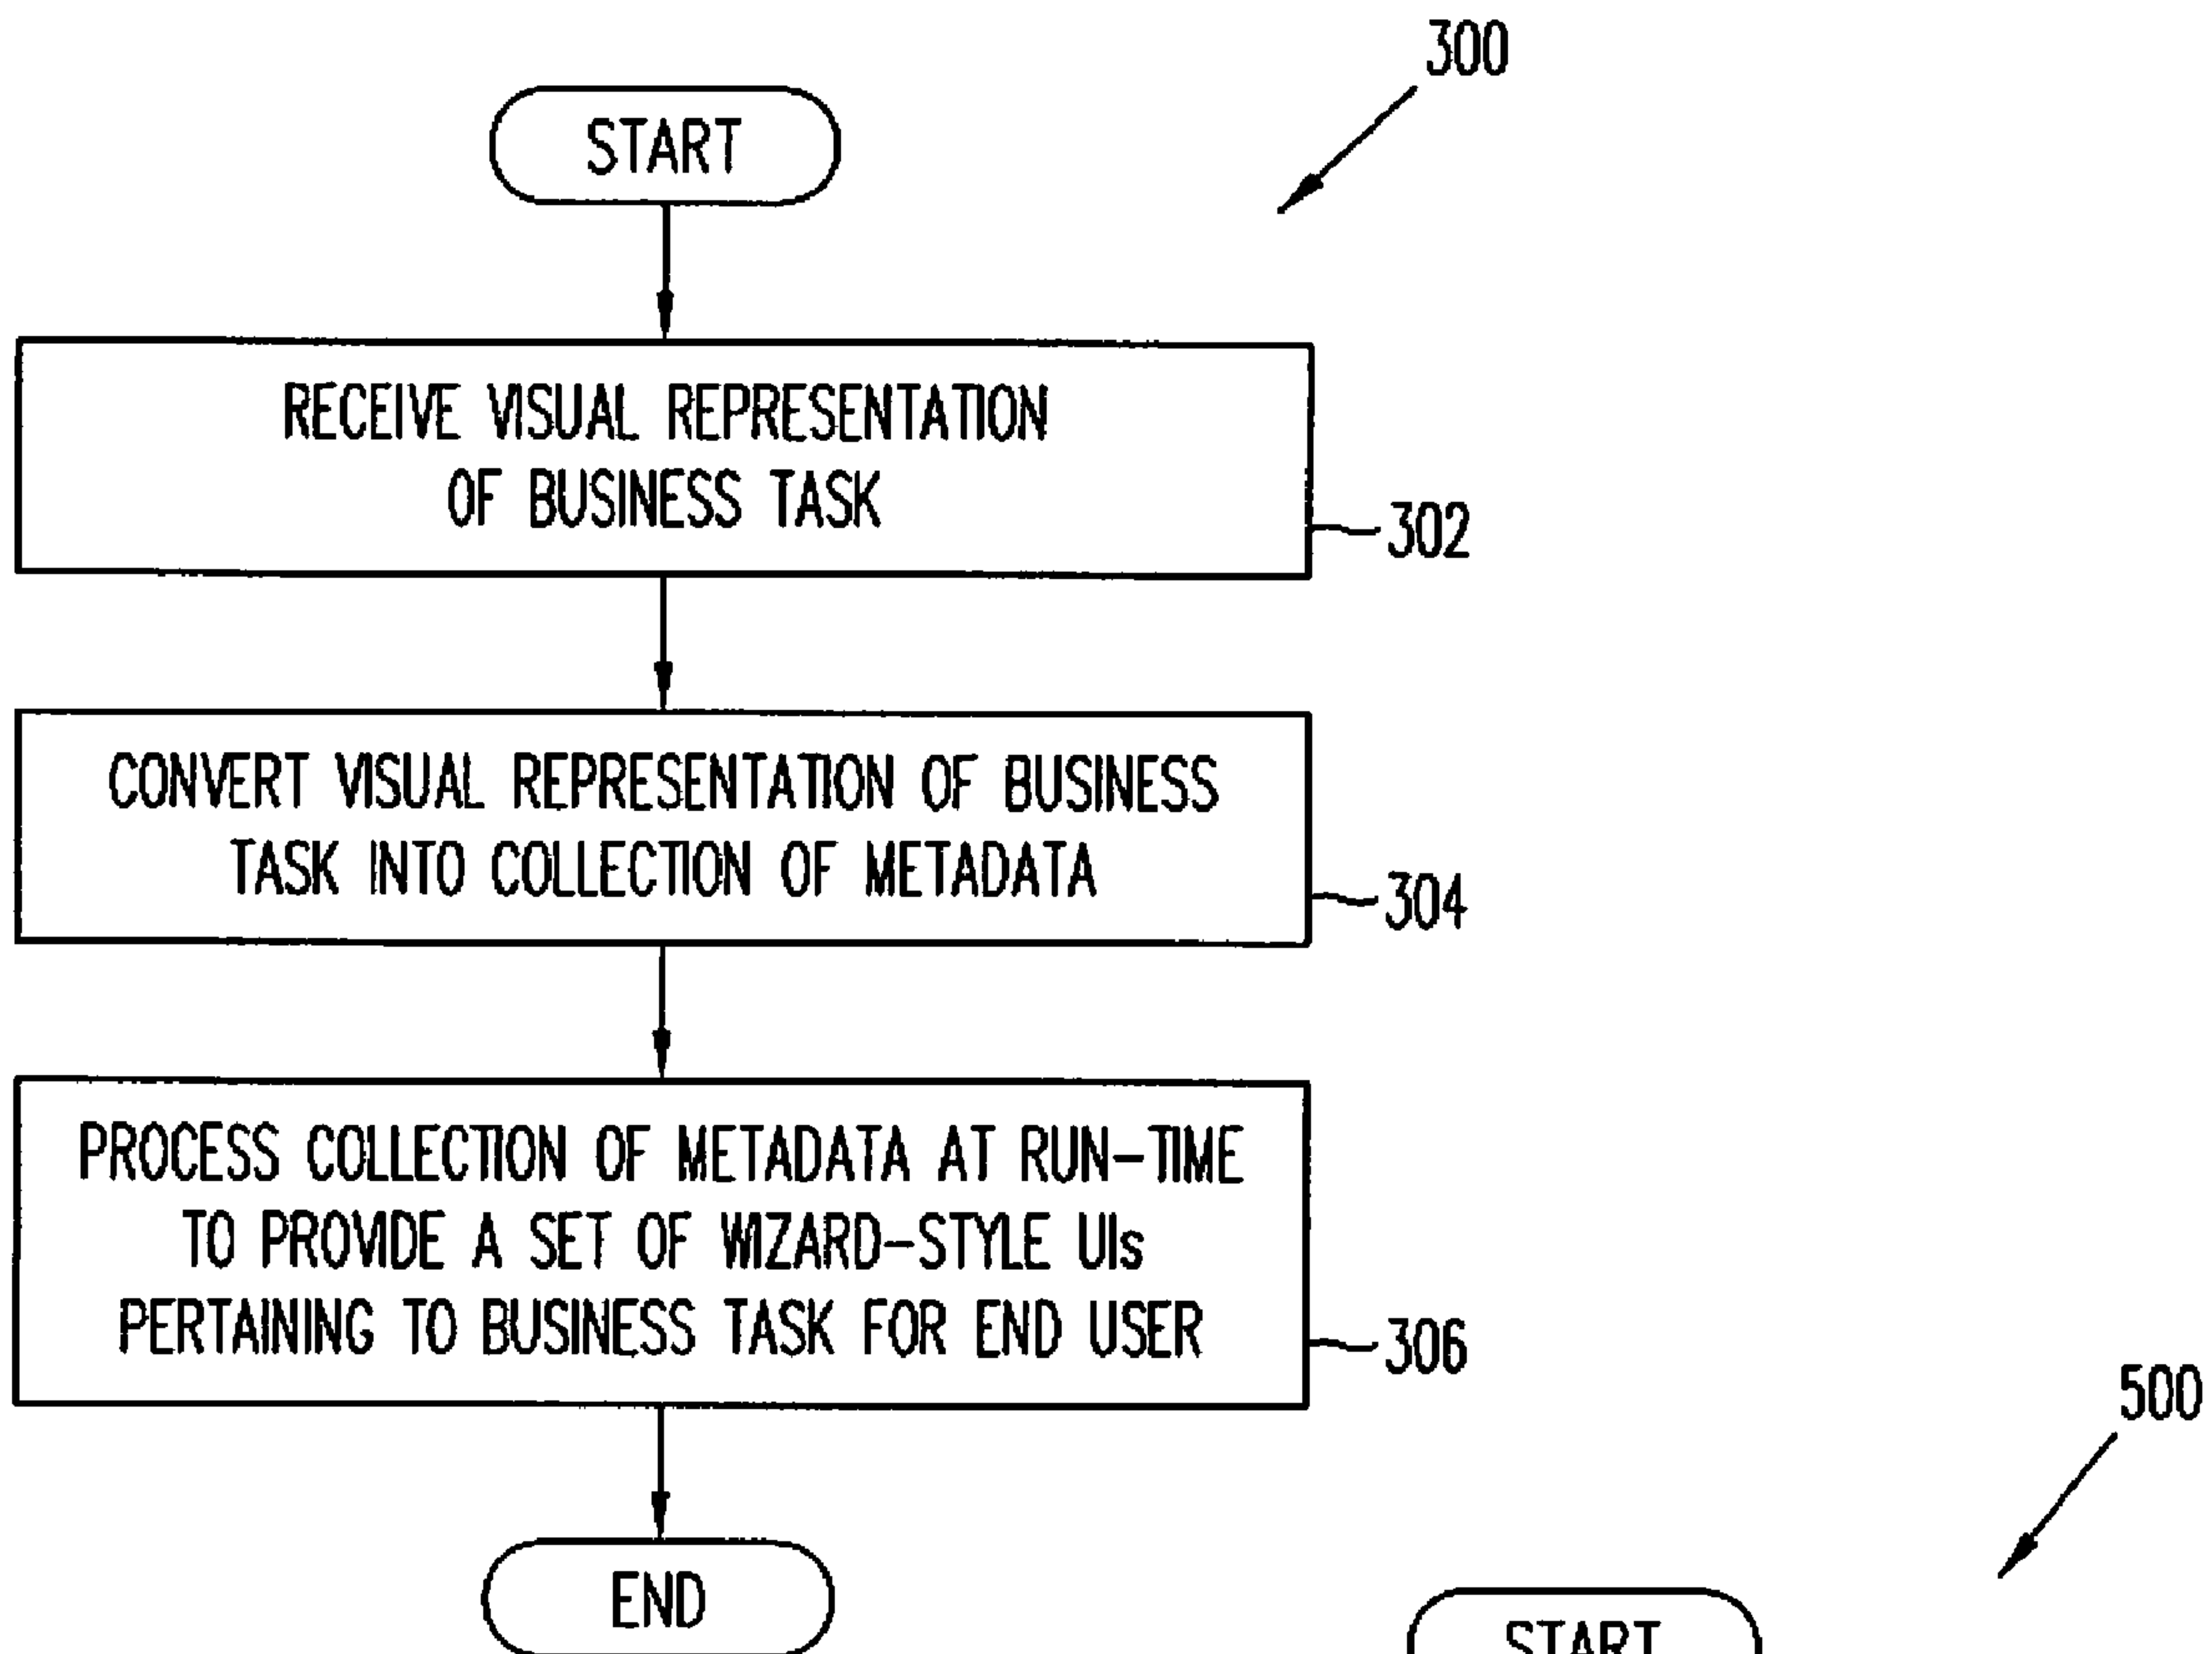 300
START
RECEIVE VISUAL REPRESENTATION
OF BUSINESS TASK
302
CONVERT VISUAL REPRESENTATION OF BUSINESS
TASK INTO COLLECTION OF METADATA
304
PROCESS COLLECTION OF METADATA AT RUN-TIME
TO PROVIDE A SET OF WIZARD-STYLE UIs
PERTAINING TO BUSINESS TASK FOR END USER
306
END
500
START